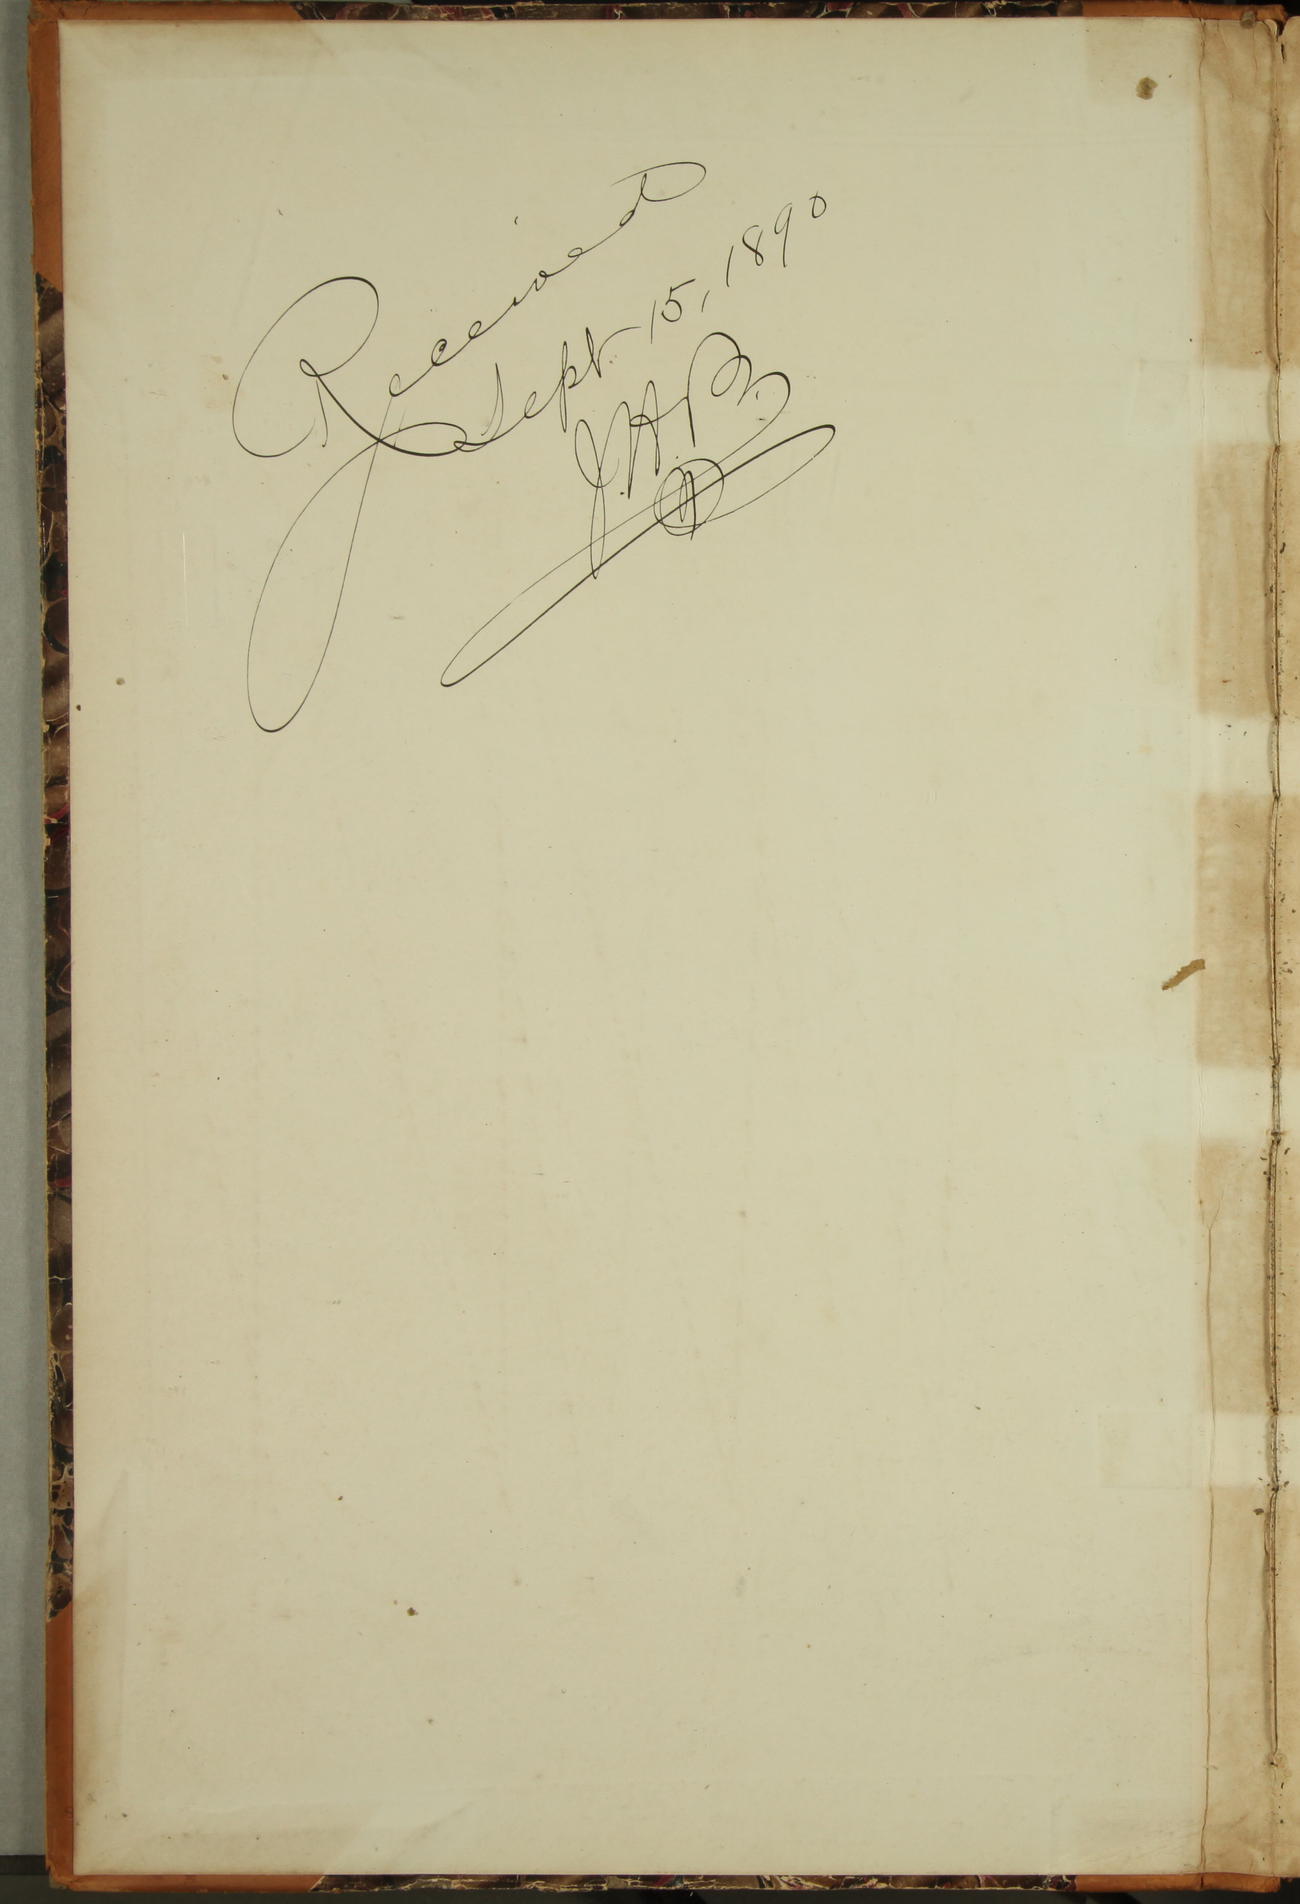 Received
Sept 15, 1890
J. H. B.